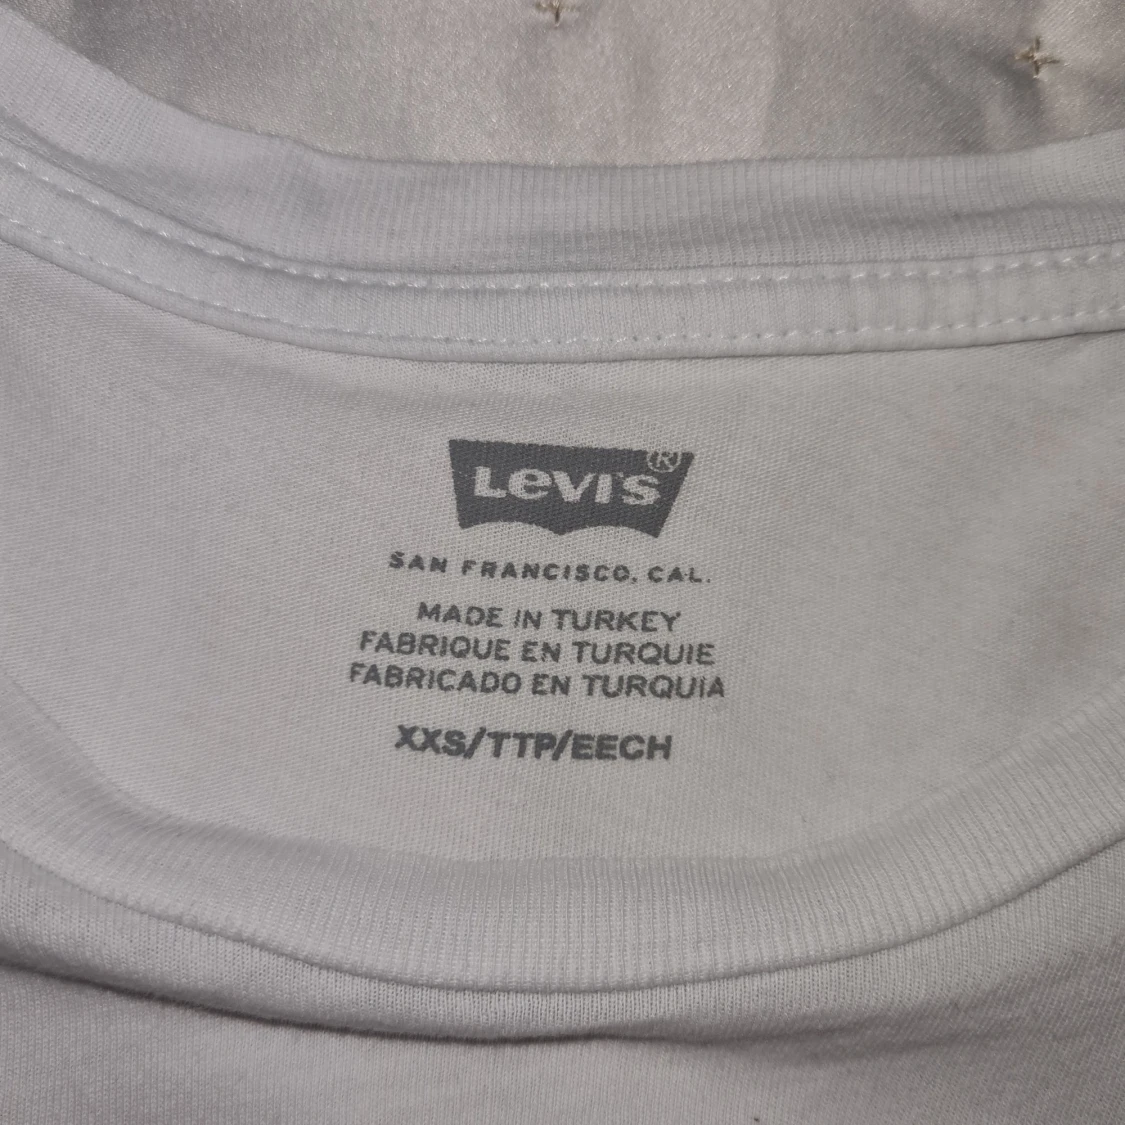 Levi's®
SAN FRANCISCO, CAL.
MADE IN TURKEY
FABRIQUE EN TURQUIE
FABRICADO EN TURQUIA
XXS/TTP/EECH